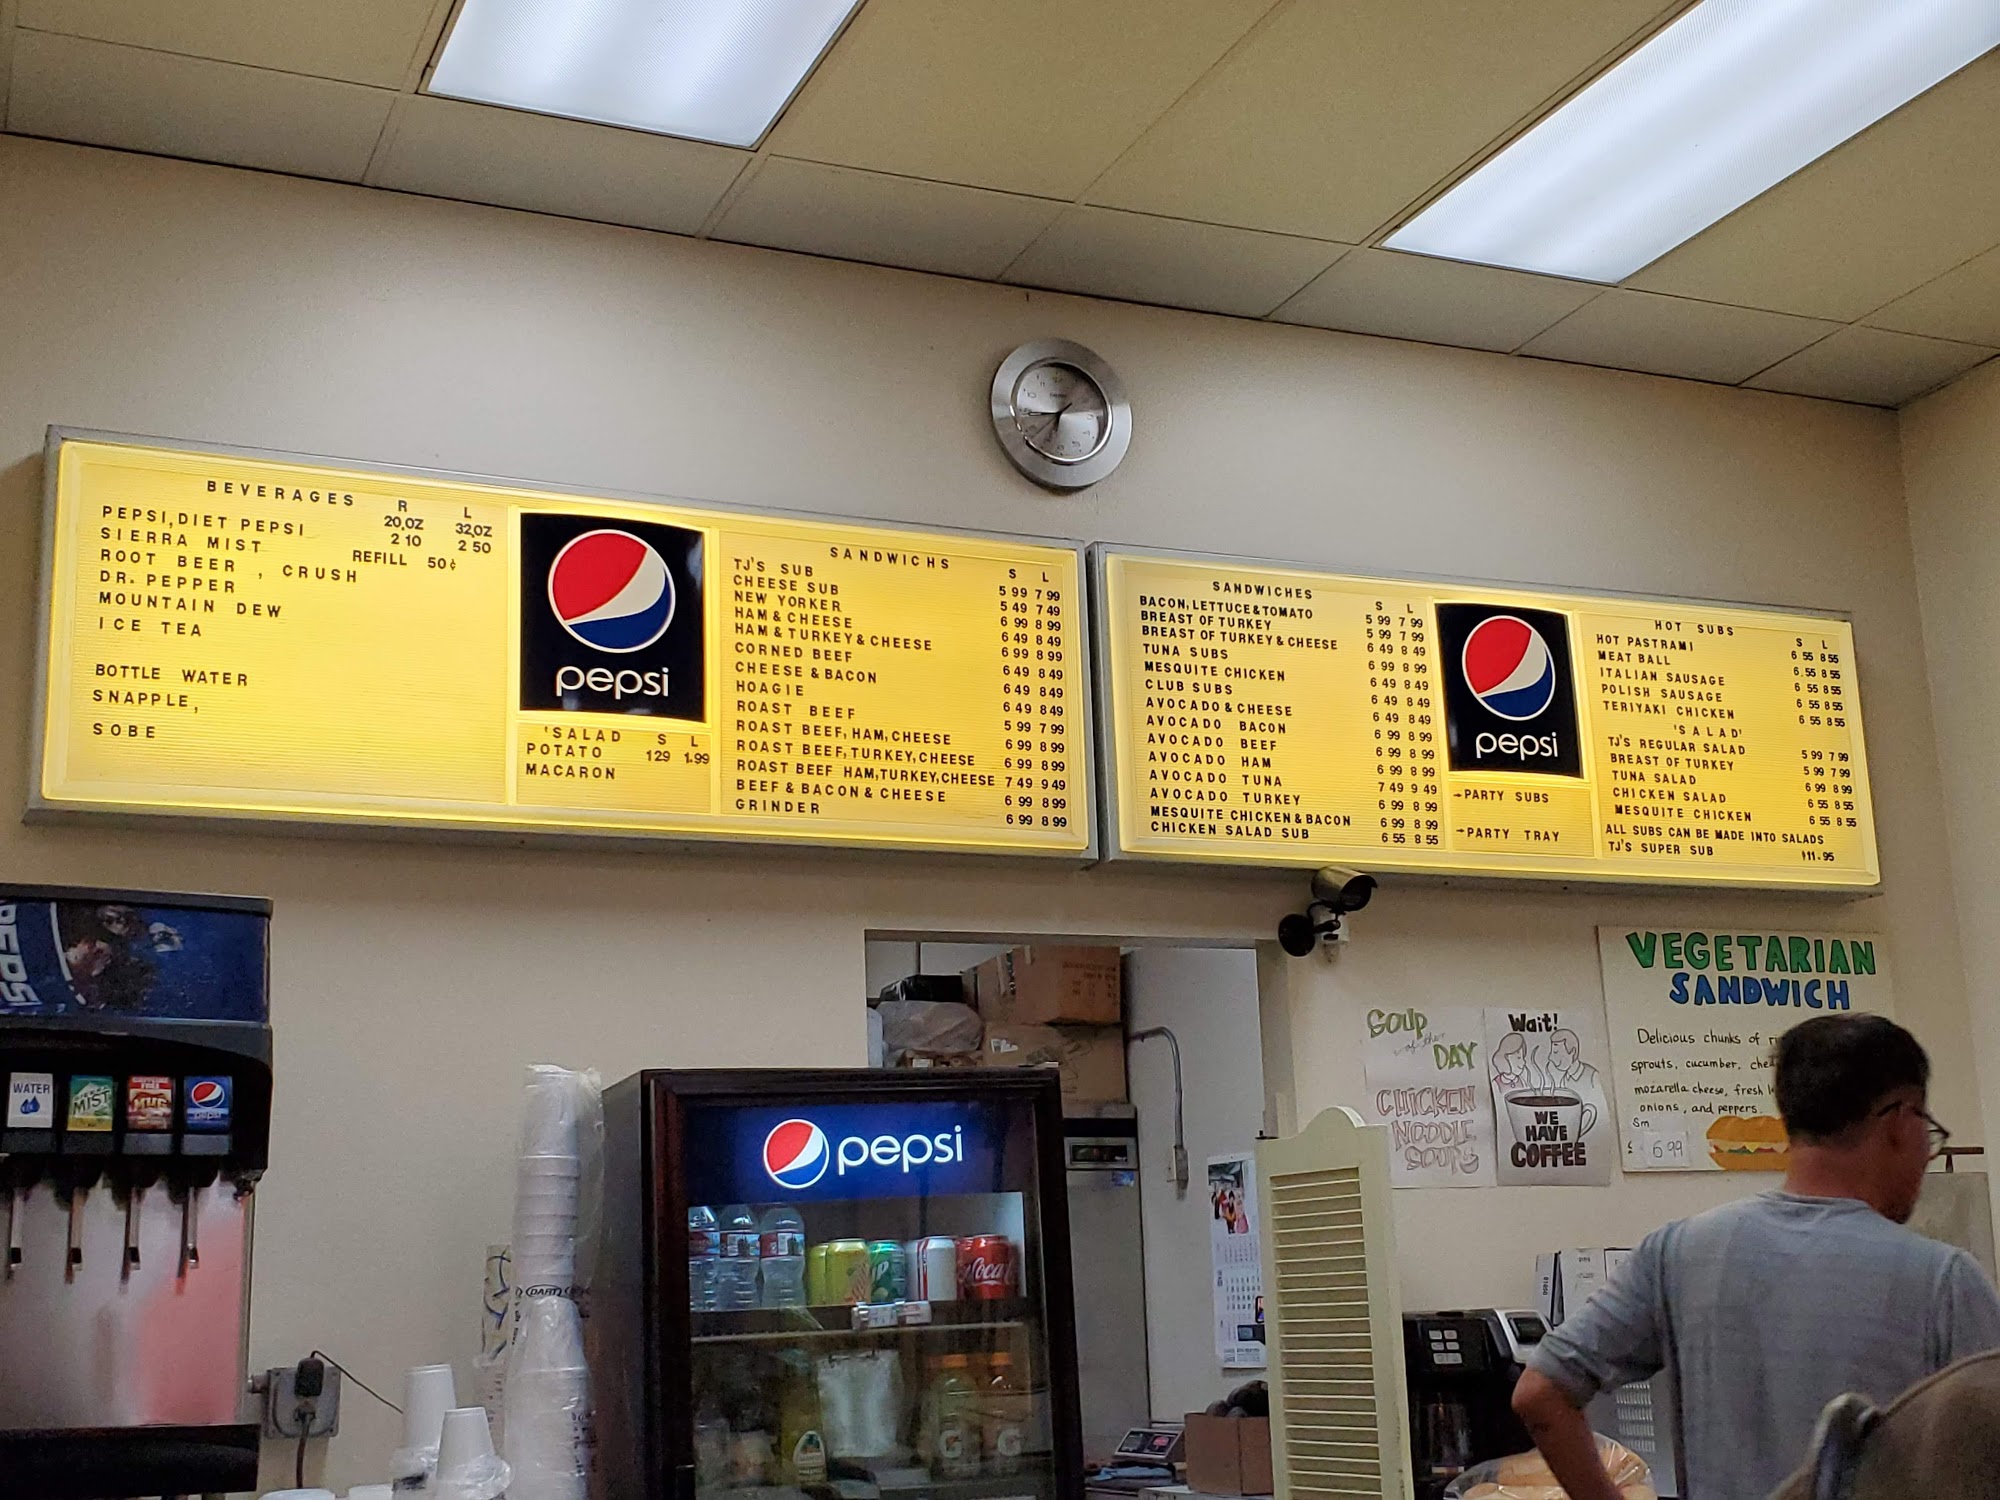 BEVERAGES R L
20.OZ 32.OZ
PEPSI, DIET PEPSI 2 10 2 50
SIERRA MIST REFILL 50¢
ROOT BEER , CRUSH
DR. PEPPER
MOUNTAIN DEW
ICE TEA
BOTTLE WATER
SNAPPLE,
SOBE
pepsi
'SALAD S L
POTATO 1 29 1.99
MACARON
SANDWICHS S L
TJ'S SUB 5 99 7 99
CHEESE SUB 5 49 7 49
NEW YORKER 6 99 8 99
HAM & CHEESE 6 49 8 49
HAM & TURKEY & CHEESE 6 99 8 99
CORNED BEEF 6 49 8 49
CHEESE & BACON 6 49 8 49
HOAGIE 6 49 8 49
ROAST BEEF 5 99 7 99
ROAST BEEF, HAM, CHEESE 6 99 8 99
ROAST BEEF, TURKEY, CHEESE 6 99 8 99
ROAST BEEF HAM, TURKEY, CHEESE 7 49 9 49
BEEF & BACON & CHEESE 6 99 8 99
GRINDER 6 99 8 99
SANDWICHES S L
BACON, LETTUCE & TOMATO 5 99 7 99
BREAST OF TURKEY 5 99 7 99
BREAST OF TURKEY & CHEESE 6 49 8 49
TUNA SUBS 6 99 8 99
MESQUITE CHICKEN 6 49 8 49
CLUB SUBS 6 49 8 49
AVOCADO & CHEESE 6 99 8 99
AVOCADO BACON 6 99 8 99
AVOCADO BEEF 6 99 8 99
AVOCADO HAM 7 49 9 49
AVOCADO TUNA 6 99 8 99
AVOCADO TURKEY 6 99 8 99
MESQUITE CHICKEN & BACON 6 55 8 55
CHICKEN SALAD SUB
pepsi
-PARTY SUBS
-PARTY TRAY
HOT SUBS S L
HOT PASTRAMI 6 55 8 55
MEAT BALL 6.55 8 55
ITALIAN SAUSAGE 6 55 8 55
POLISH SAUSAGE 6 55 8 55
TERIYAKI CHICKEN 6 55 8 55
'SALAD'
TJ'S REGULAR SALAD 5 99 7 99
BREAST OF TURKEY 5 99 7 99
TUNA SALAD 6 99 8 99
CHICKEN SALAD 6 55 8 55
MESQUITE CHICKEN 6 55 8 55
ALL SUBS CAN BE MADE INTO SALADS
TJ'S SUPER SUB $11.95
VEGETARIAN
SANDWICH
Delicious chunks of
sprouts, cucumber,
mozarella cheese, fresh
onions, and peppers.
Sm
6 99
Soup
of the
DAY
CHICKEN
NOODLE
SOUP
Wait!
WE
HAVE
COFFEE
WATER
MIST
MUG
pepsi
pepsi
Coca
DART